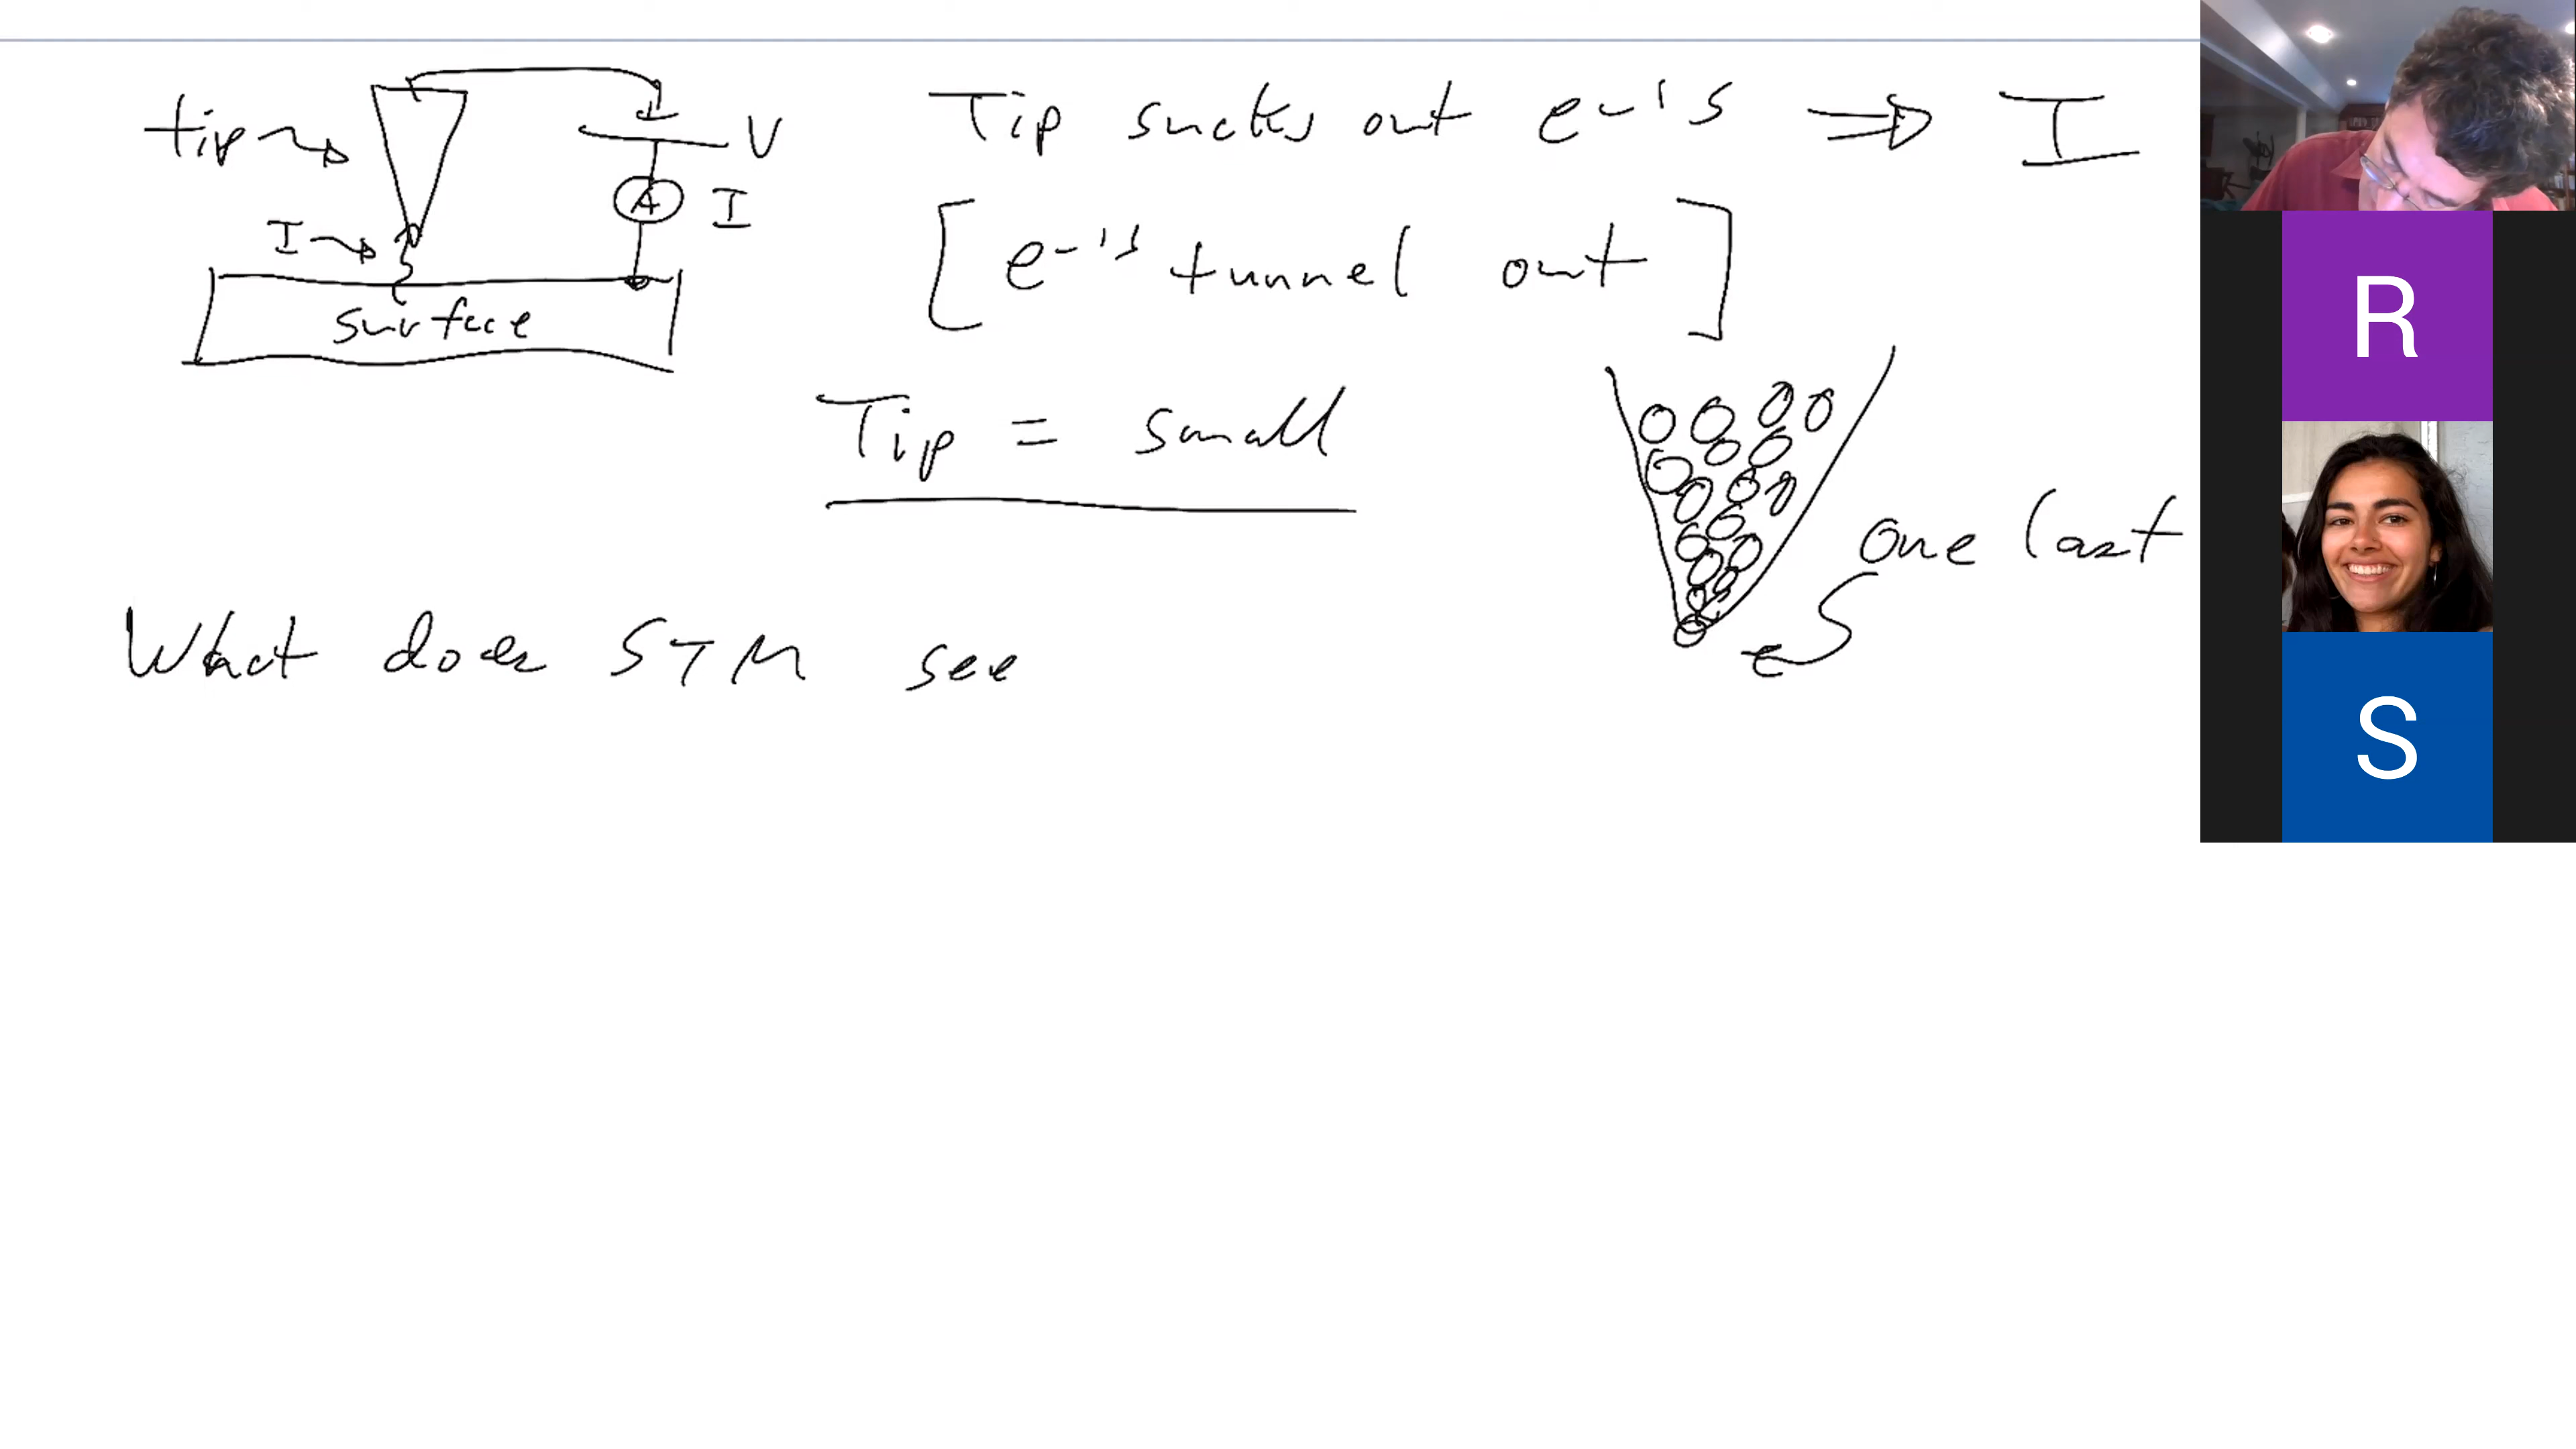 tip
V
A
I
I
surface
Tip sucks out e-'s ⇒ I
[e-'s tunnel out]
Tip = small
one last
What does STM see
R
S